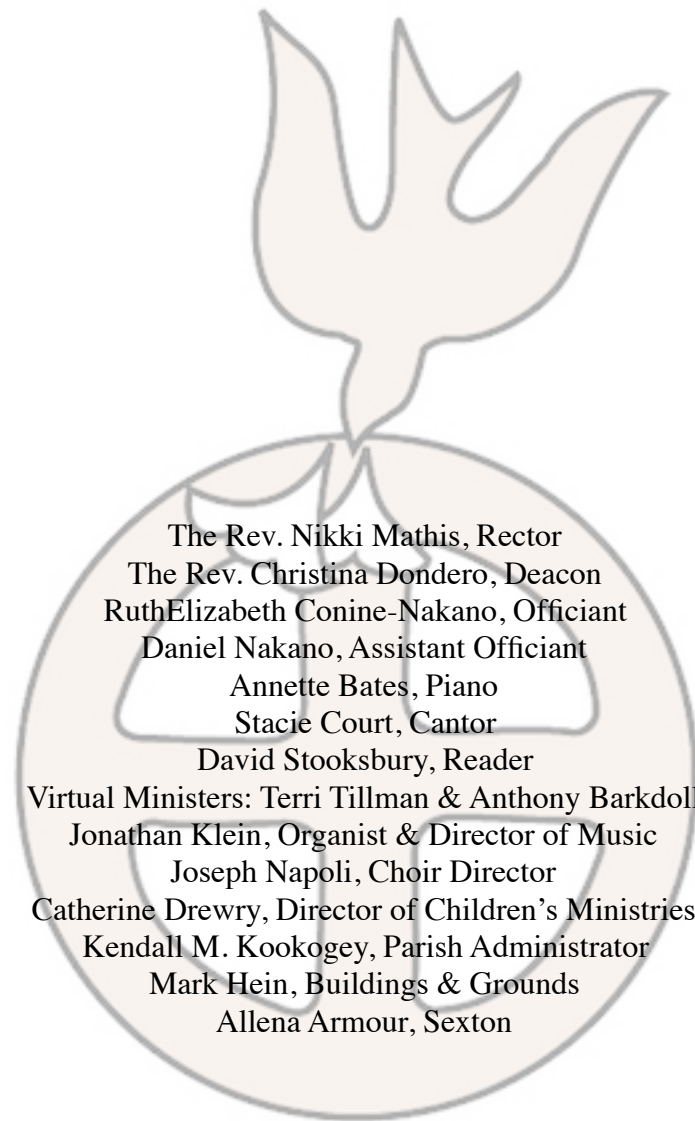 The Rev. Nikki Mathis, Rector
The Rev. Christina Dondero, Deacon
RuthElizabeth Conine-Nakano, Officiant
Daniel Nakano, Assistant Officiant
Annette Bates, Piano
Stacie Court, Cantor
David Stooksbury, Reader
Virtual Ministers: Terri Tillman & Anthony Barkdoll
Jonathan Klein, Organist & Director of Music
Joseph Napoli, Choir Director
Catherine Drewry, Director of Children’s Ministries
Kendall M. Kookogey, Parish Administrator
Mark Hein, Buildings & Grounds
Allena Armour, Sexton